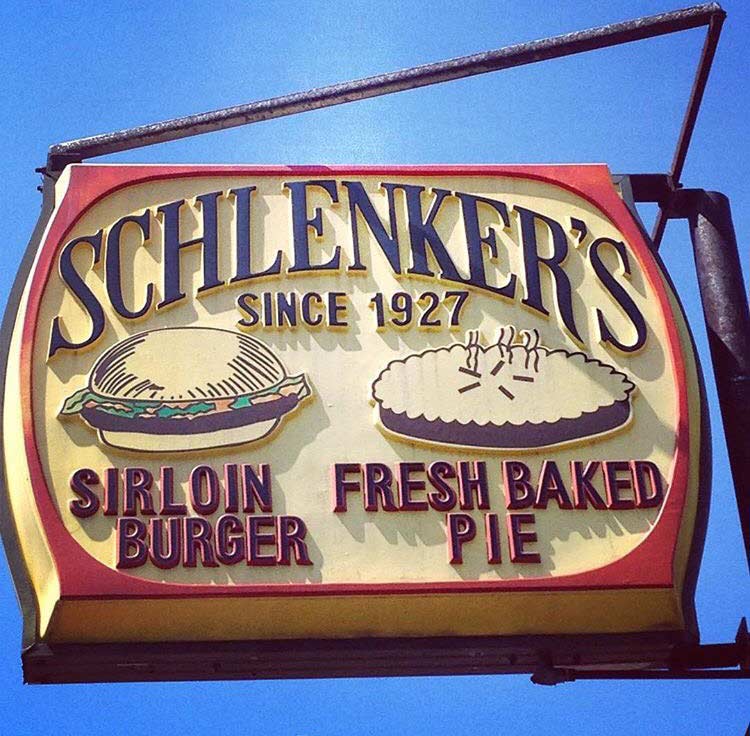 SCHLENKER'S
SINCE 1927
SIRLOIN
BURGER
FRESH BAKED
PIE